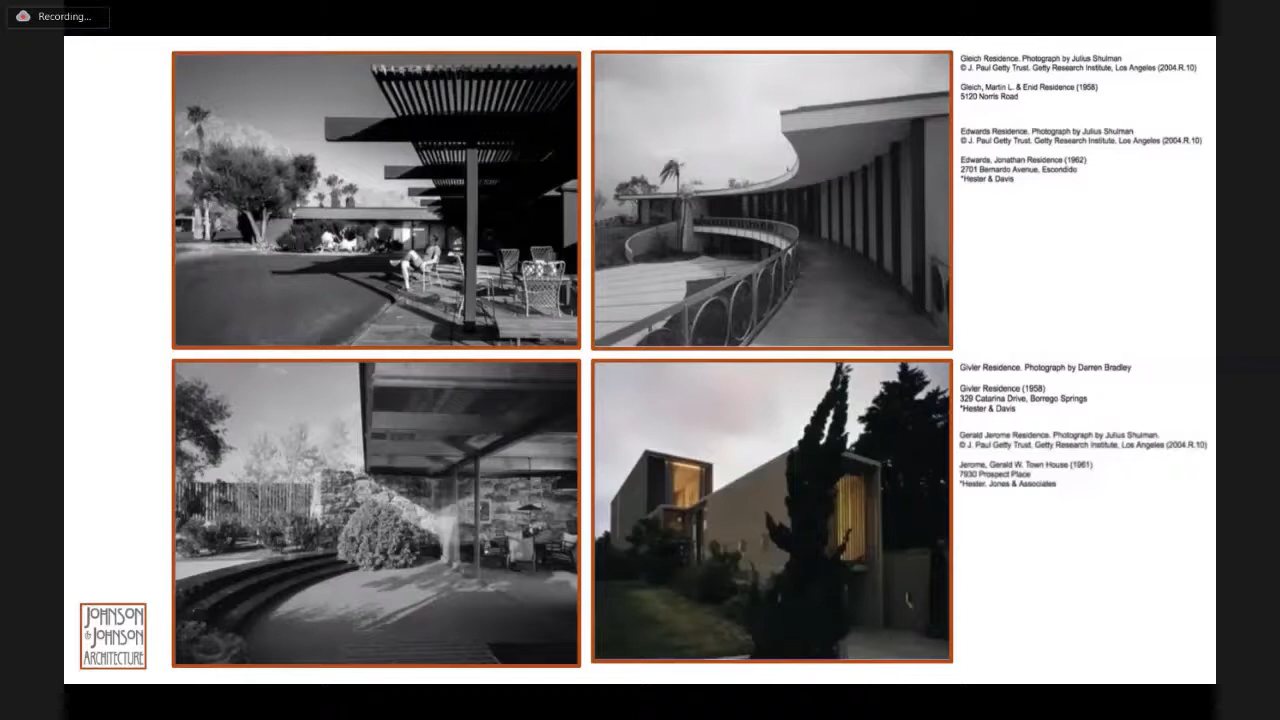 Recording...
Gleich Residence. Photograph by Julius Shulman
© J. Paul Getty Trust. Getty Research Institute, Los Angeles (2004.R.10)
Gleich, Martin L. & Enid Residence (1958)
5120 Norris Road
Edwards Residence. Photograph by Julius Shulman
© J. Paul Getty Trust. Getty Research Institute, Los Angeles (2004.R.10)
Edwards, Jonathan Residence (1962)
2701 Bernardo Avenue, Escondido
*Hester & Davis
Givler Residence. Photograph by Darren Bradley
Givler Residence (1958)
329 Catarina Drive, Borrego Springs
*Hester & Davis
Gerald Jerome Residence. Photograph by Julius Shulman.
© J. Paul Getty Trust. Getty Research Institute, Los Angeles (2004.R.10)
Jerome, Gerald W. Town House (1961)
7930 Prospect Place
*Hester, Jones & Associates
JOHNSON
& JOHNSON
ARCHITECTURE